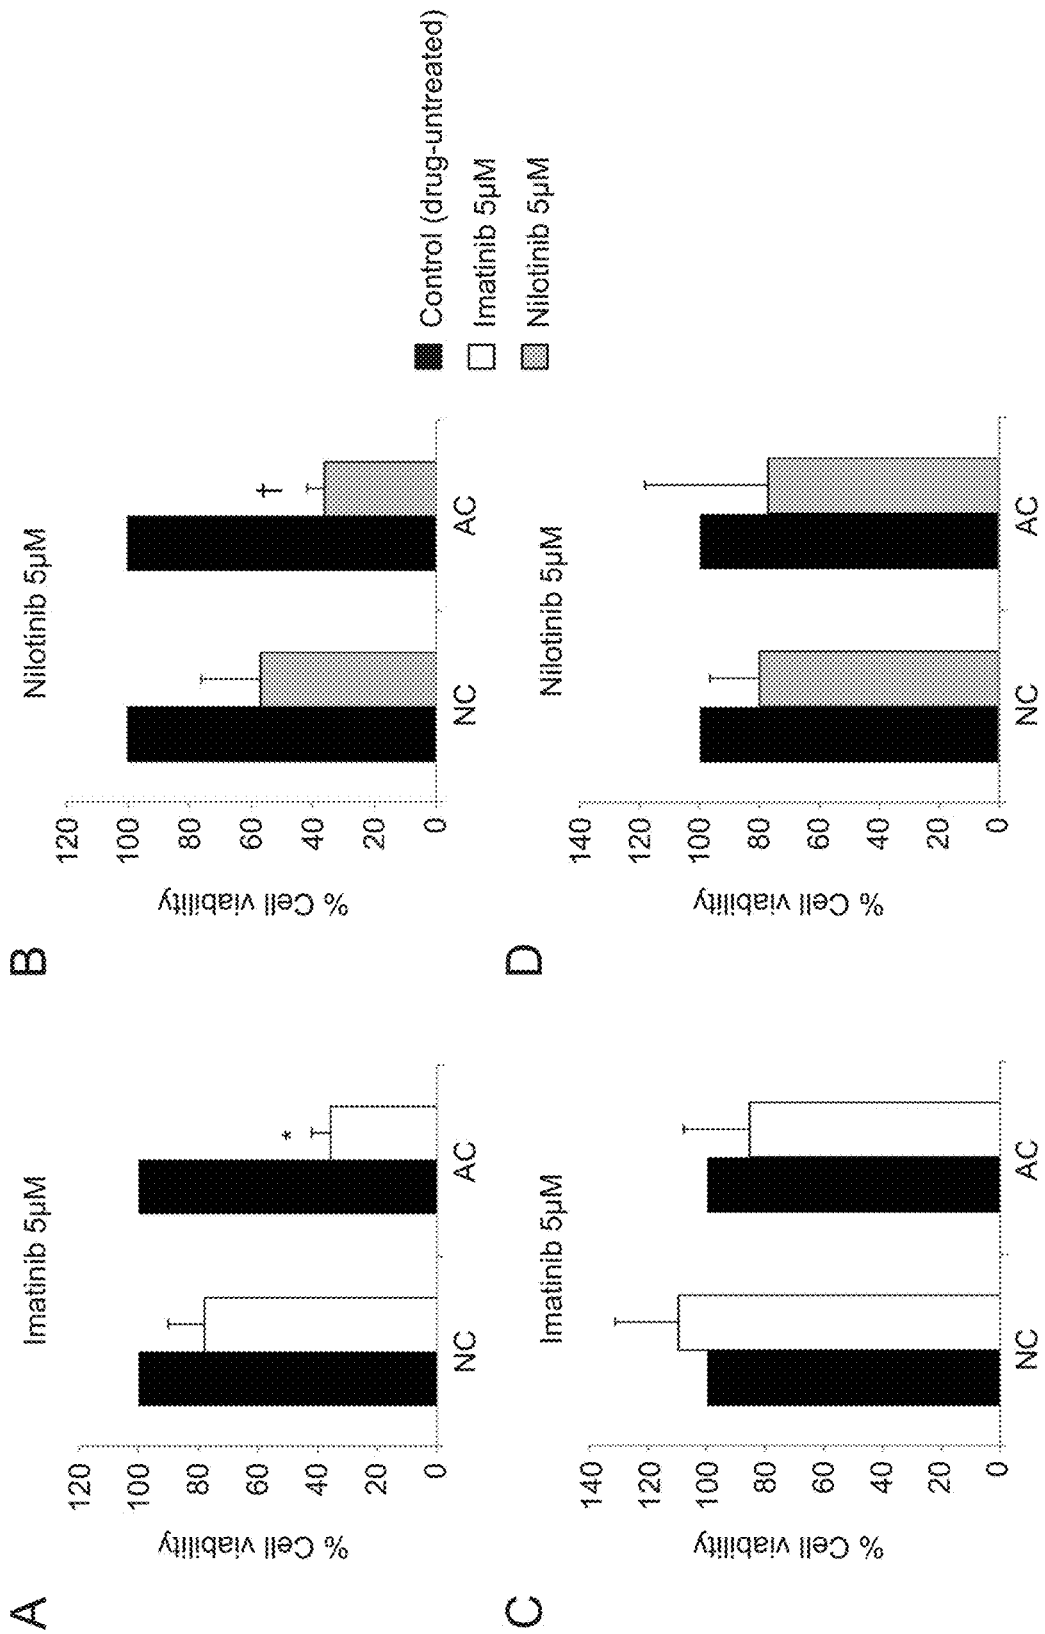 A
Imatinib 5µM
% Cell viability
120
100
80
60
40
20
0
*
NC
AC
B
Nilotinib 5µM
% Cell viability
120
100
80
60
40
20
0
†
NC
AC
Control (drug-untreated)
Imatinib 5µM
Nilotinib 5µM
C
Imatinib 5µM
% Cell viability
140
120
100
80
60
40
20
0
NC
AC
D
Nilotinib 5µM
% Cell viability
140
120
100
80
60
40
20
0
NC
AC